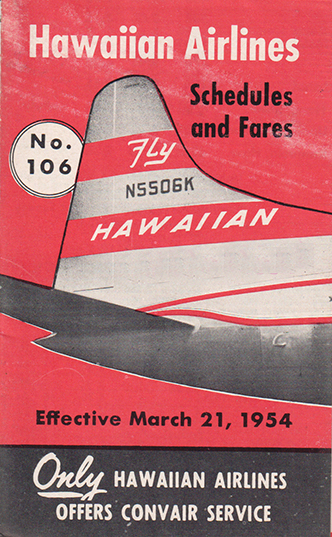 Hawaiian Airlines
Schedules
and Fares
No.
106
Fly
N5506K
HAWAIIAN
Effective March 21, 1954
Only HAWAIIAN AIRLINES
OFFERS CONVAIR SERVICE